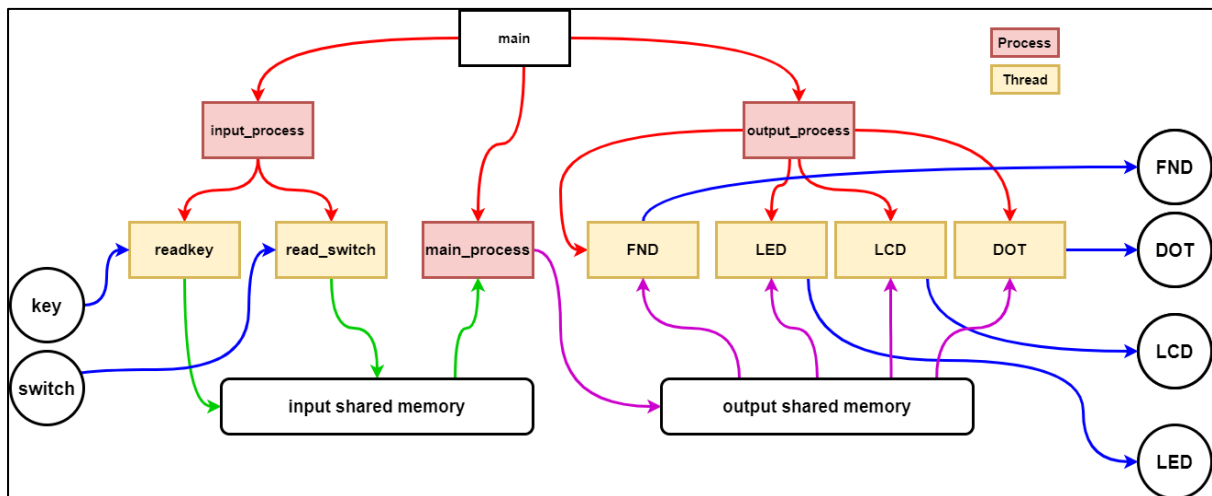 main
Process
Thread
input_process
output_process
FND
readkey
read_switch
main_process
FND
LED
LCD
DOT
DOT
key
switch
input shared memory
output shared memory
LCD
LED